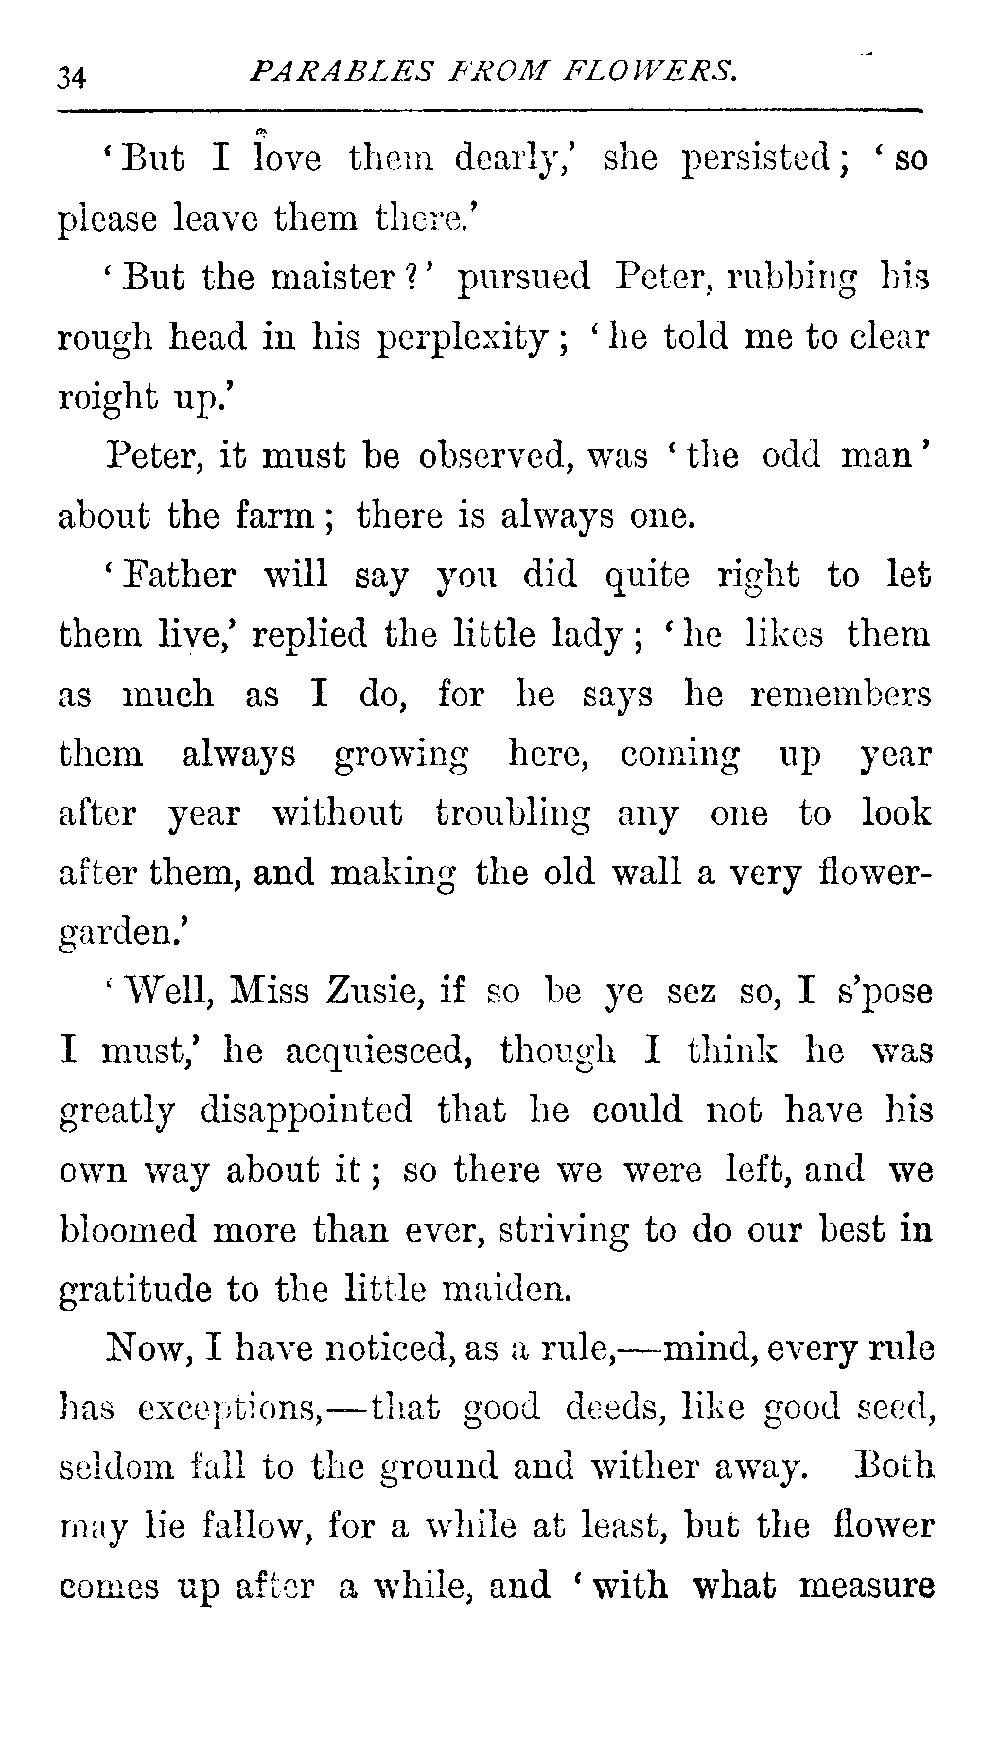 34 PARABLES FROM FLOWERS.
‘But I love them dearly,’ she persisted; ‘so
please leave them there.’
‘But the maister?’ pursued Peter, rubbing his
rough head in his perplexity; ‘he told me to clear
roight up.’
Peter, it must be observed, was ‘the odd man’
about the farm; there is always one.
‘Father will say you did quite right to let
them live,’ replied the little lady; ‘he likes them
as much as I do, for he says he remembers
them always growing here, coming up year
after year without troubling any one to look
after them, and making the old wall a very flower-
garden.’
‘Well, Miss Zusie, if so be ye sez so, I s’pose
I must,’ he acquiesced, though I think he was
greatly disappointed that he could not have his
own way about it; so there we were left, and we
bloomed more than ever, striving to do our best in
gratitude to the little maiden.
Now, I have noticed, as a rule,—mind, every rule
has exceptions,—that good deeds, like good seed,
seldom fall to the ground and wither away. Both
may lie fallow, for a while at least, but the flower
comes up after a while, and ‘with what measure